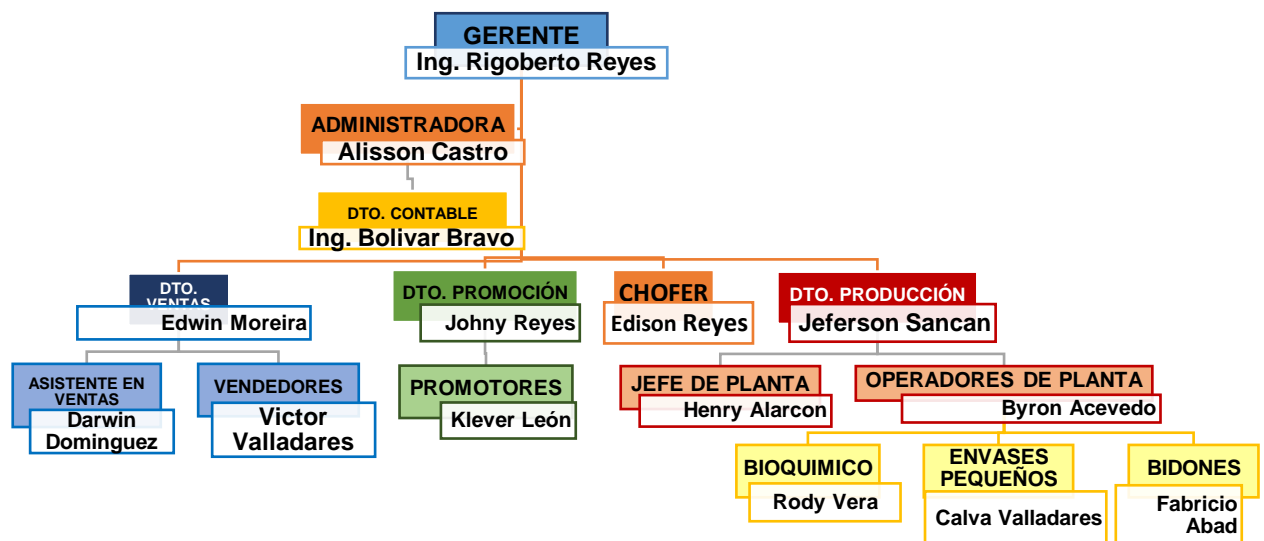 GERENTE
Ing. Rigoberto Reyes
ADMINISTRADORA
Alisson Castro
DTO. CONTABLE
Ing. Bolivar Bravo
DTO.
VENTAS
Edwin Moreira
DTO. PROMOCIÓN
Johny Reyes
CHOFER
Edison Reyes
DTO. PRODUCCIÓN
Jeferson Sancan
ASISTENTE EN
VENTAS
Darwin
Dominguez
VENDEDORES
Victor
Valladares
PROMOTORES
Klever León
JEFE DE PLANTA
Henry Alarcon
OPERADORES DE PLANTA
Byron Acevedo
BIOQUIMICO
Rody Vera
ENVASES
PEQUEÑOS
Calva Valladares
BIDONES
Fabricio
Abad